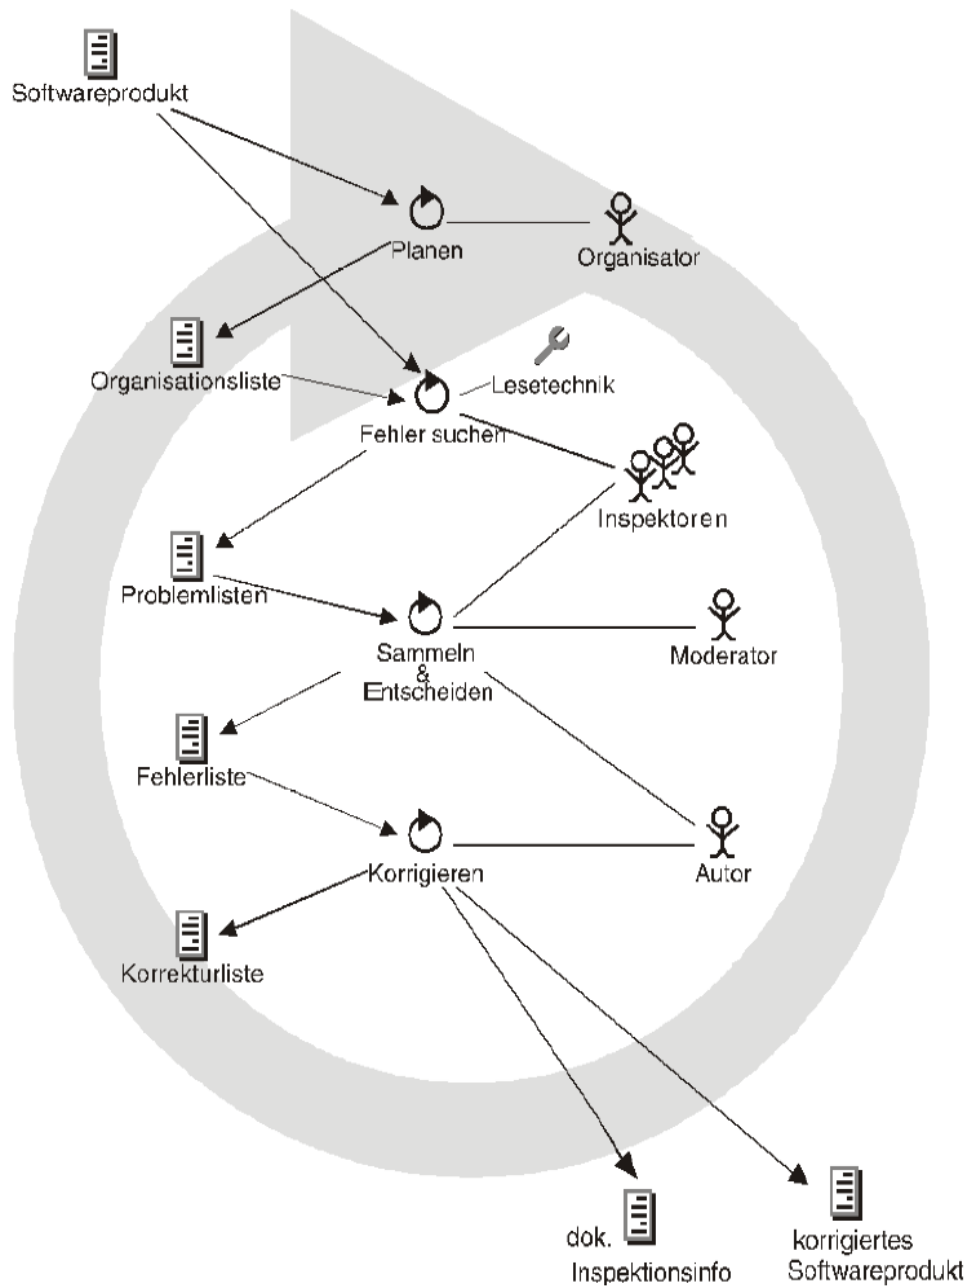 Softwareprodukt
Planen
Organisator
Organisationsliste
Lesetechnik
Fehler suchen
Inspektoren
Problemlisten
Sammeln
&
Entscheiden
Moderator
Fehlerliste
Korrigieren
Autor
Korrekturliste
dok.
Inspektionsinfo
korrigiertes
Softwareprodukt